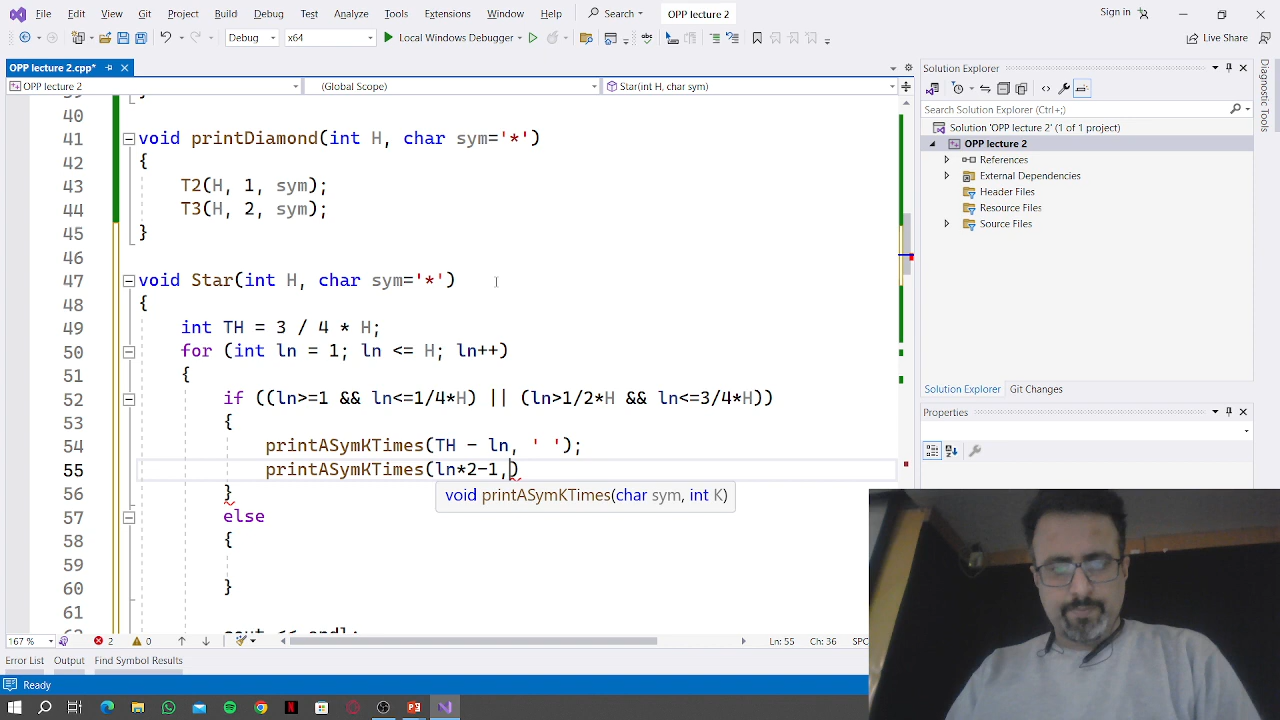 File Edit View Git Project Build Debug Test Analyze Tools Extensions Window Help Search OPP lecture 2 Sign in
Debug x64 Local Windows Debugger Live Share
OPP lecture 2.cpp*
OPP lecture 2 (Global Scope) Star(int H, char sym)
40
41 void printDiamond(int H, char sym='*')
42 {
43 T2(H, 1, sym);
44 T3(H, 2, sym);
45 }
46
47 void Star(int H, char sym='*')
48 {
49 int TH = 3 / 4 * H;
50 for (int ln = 1; ln <= H; ln++)
51 {
52 if ((ln>=1 && ln<=1/4*H) || (ln>1/2*H && ln<=3/4*H))
53 {
54 printASymKTimes(TH - ln, ' ');
55 printASymKTimes(ln*2-1,)
void printASymKTimes(char sym, int K)
56 }
57 else
58 {
59
60 }
61
167 % 2 0 Ln: 55 Ch: 36 SPC
Error List Output Find Symbol Results
Ready
Solution Explorer
Search Solution Explorer (Ctrl+;)
Solution 'OPP lecture 2' (1 of 1 project)
OPP lecture 2
References
External Dependencies
Header Files
Resource Files
Source Files
Solution Explorer Git Changes
Properties
Diagnostic Tools